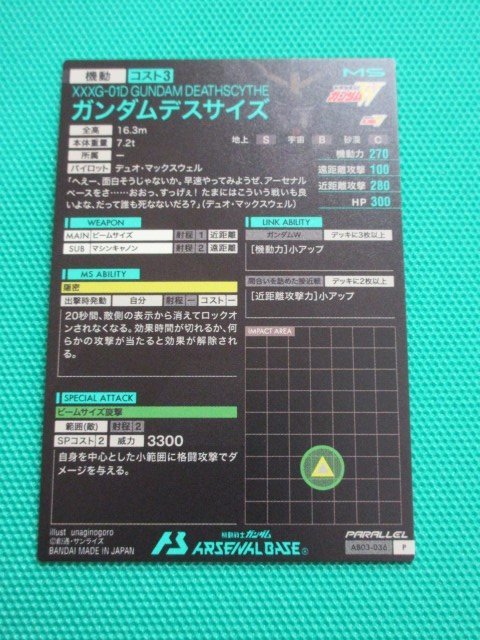 機動 コスト3
MS
XXXG-01D GUNDAM DEATHSCYTHE
ガンダムデスサイズ
ガンダムW
全高 16.3m
本体重量 7.2t
所属 ー
パイロット デュオ・マックスウェル
地上 S 宇宙 B 砂漠 C
機動力 270
遠距離攻撃 100
近距離攻撃 280
HP 300
「へえー、面白そうじゃないか。早速やってみようぜ、アーセナル
ベースをさ……おおっ、すっげぇ!たまにはこういう戦いも良
いよな、だって誰も死なないだろ?」(デュオ・マックスウェル)
WEAPON
MAIN ビームサイズ 射程 1 近距離
SUB マシンキャノン 射程 2 遠距離
MS ABILITY
隠密
出撃時発動 自分 射程 ー コスト ー
20秒間、敵側の表示から消えてロックオ
ンされなくなる。効果時間が切れるか、何
らかの攻撃が当たると効果が解除され
る。
SPECIAL ATTACK
ビームサイズ旋撃
範囲(敵) 射程 2
SPコスト 2 威力 3300
自身を中心とした小範囲に格闘攻撃でダ
メージを与える。
LINK ABILITY
ガンダムW デッキに3枚以上
[機動力]小アップ
間合いを詰めた接近戦 デッキに2枚以上
[近距離攻撃力]小アップ
IMPACT AREA
illust unaginogoro
©創通・サンライズ
BANDAI MADE IN JAPAN
機動戦士ガンダム
ARSENAL BASE®
PARALLEL
AB03-036 P